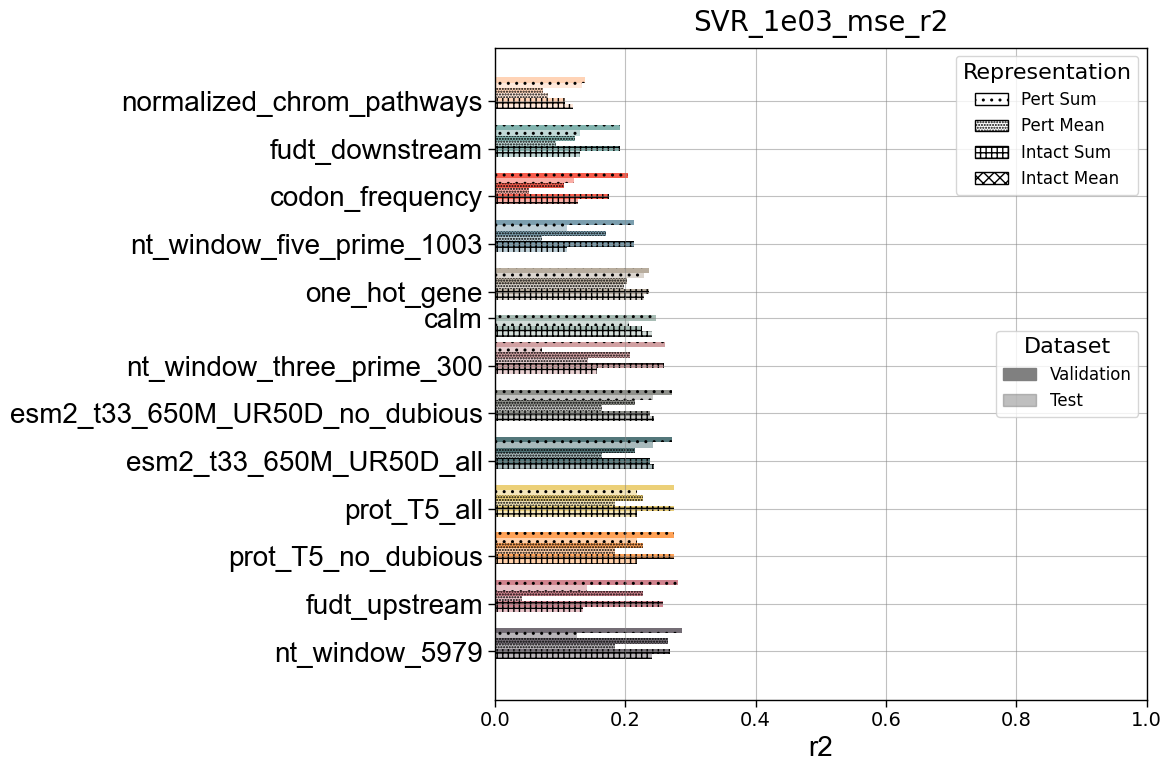 SVR_1e03_mse_r2
Representation
Pert Sum
Pert Mean
Intact Sum
Intact Mean
Dataset
Validation
Test
normalized_chrom_pathways
fudt_downstream
codon_frequency
nt_window_five_prime_1003
one_hot_gene
calm
nt_window_three_prime_300
esm2_t33_650M_UR50D_no_dubious
esm2_t33_650M_UR50D_all
prot_T5_all
prot_T5_no_dubious
fudt_upstream
nt_window_5979
0.0 0.2 0.4 0.6 0.8 1.0
r2